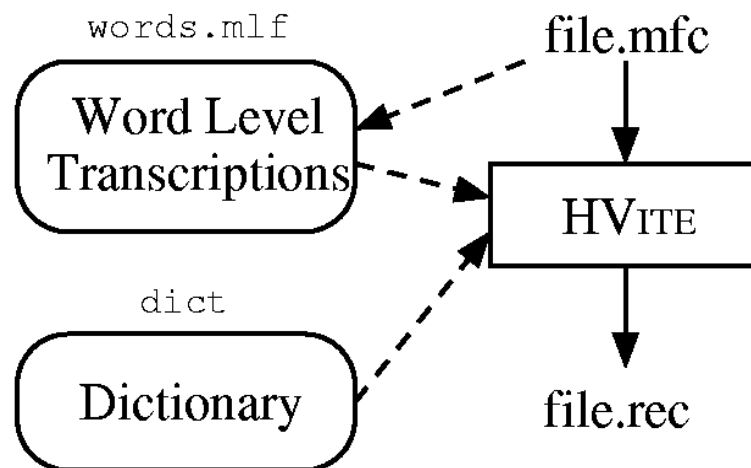 words.mlf
file.mfc
Word Level
Transcriptions
HVITE
dict
Dictionary
file.rec